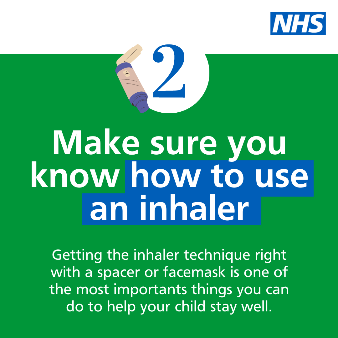 NHS
2
Make sure you
know how to use
an inhaler
Getting the inhaler technique right
with a spacer or facemask is one of
the most importants things you can
do to help your child stay well.